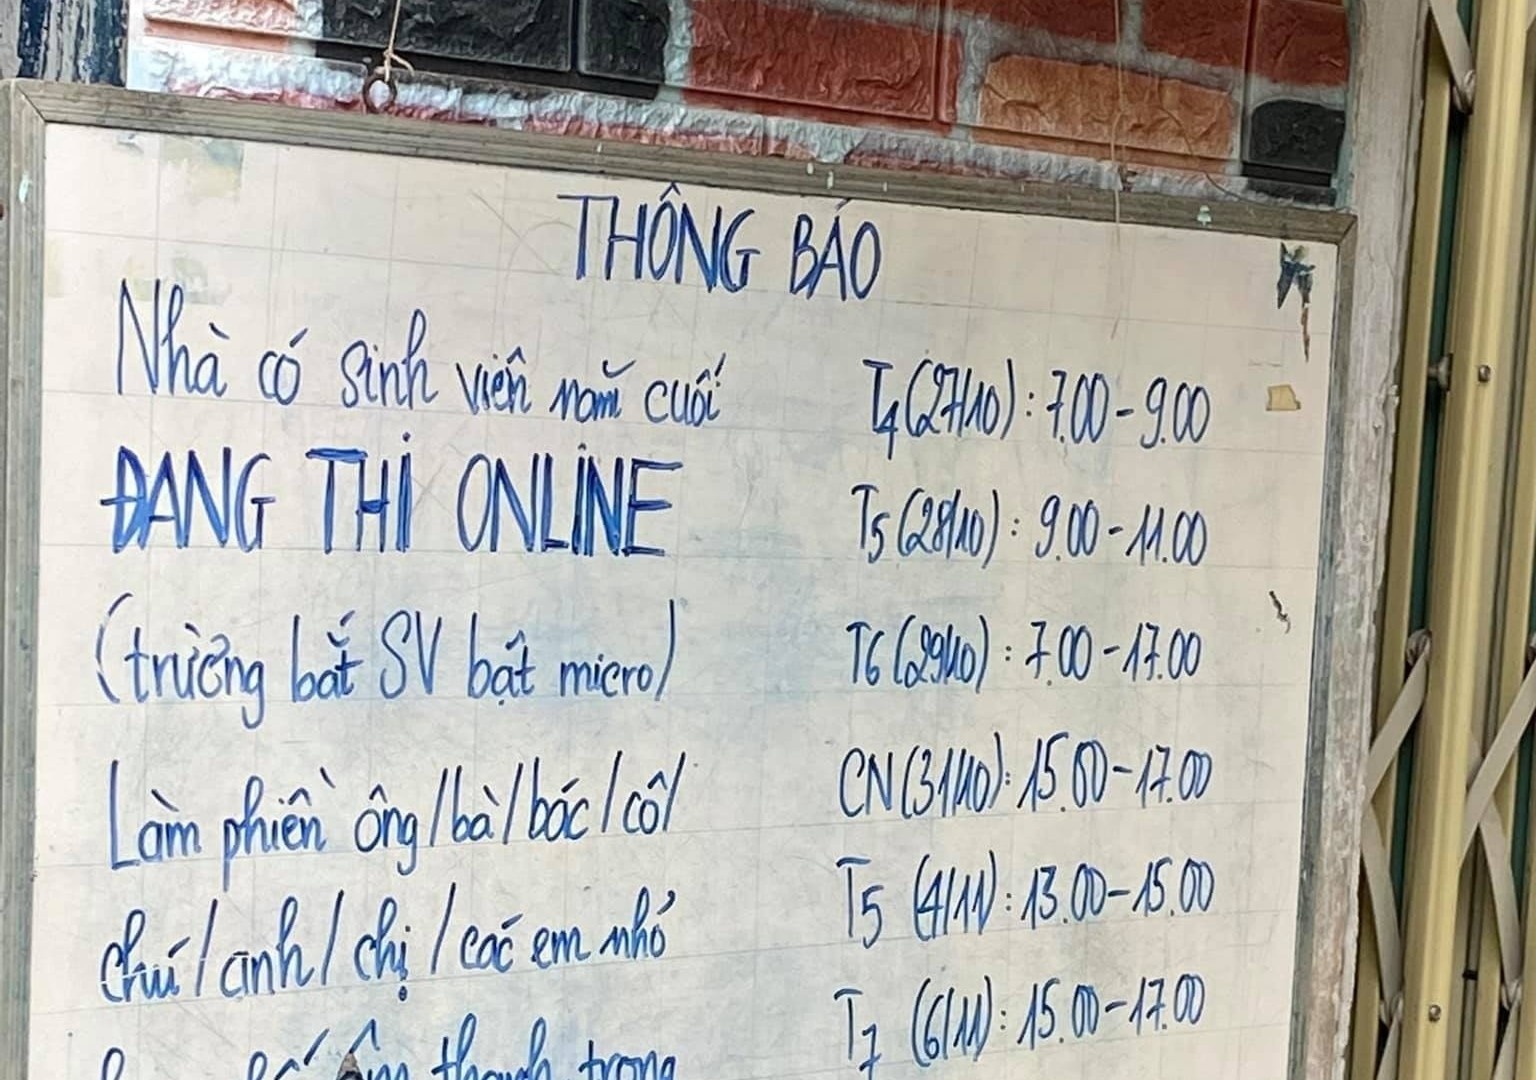 THÔNG BÁO
Nhà có sinh viên năm cuối
ĐANG THI ONLINE
(trường bắt SV bật micro)
Làm phiền ông/bà/bác/cô/
chú/anh/chị/các em nhỏ
âm thanh trong
T4(27/10): 7.00-9.00
T5(28/10): 9.00-11.00
T6(29/10): 7.00-17.00
CN(31/10): 15.00-17.00
T5 (4/11): 13.00-15.00
T7 (6/11): 15.00-17.00